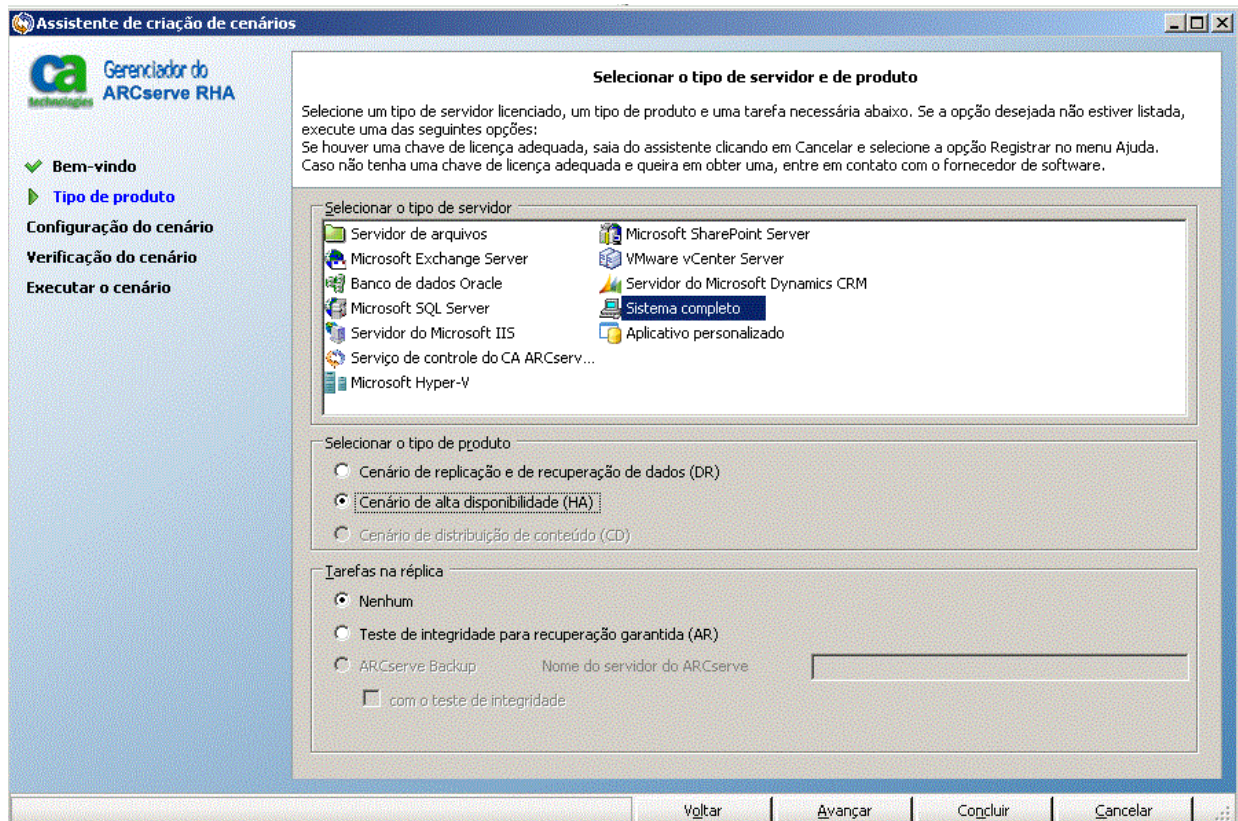 Assistente de criação de cenários
ca
technologies
Gerenciador do
ARCserve RHA
Bem-vindo
Tipo de produto
Configuração do cenário
Verificação do cenário
Executar o cenário
Selecionar o tipo de servidor e de produto
Selecione um tipo de servidor licenciado, um tipo de produto e uma tarefa necessária abaixo. Se a opção desejada não estiver listada,
execute uma das seguintes opções:
Se houver uma chave de licença adequada, saia do assistente clicando em Cancelar e selecione a opção Registrar no menu Ajuda.
Caso não tenha uma chave de licença adequada e queira em obter uma, entre em contato com o fornecedor de software.
Selecionar o tipo de servidor
Servidor de arquivos
Microsoft Exchange Server
Banco de dados Oracle
Microsoft SQL Server
Servidor do Microsoft IIS
Serviço de controle do CA ARCserv...
Microsoft Hyper-V
Microsoft SharePoint Server
VMware vCenter Server
Servidor do Microsoft Dynamics CRM
Sistema completo
Aplicativo personalizado
Selecionar o tipo de produto
Cenário de replicação e de recuperação de dados (DR)
Cenário de alta disponibilidade (HA)
Cenário de distribuição de conteúdo (CD)
Tarefas na réplica
Nenhum
Teste de integridade para recuperação garantida (AR)
ARCserve Backup Nome do servidor do ARCserve
com o teste de integridade
Voltar Avançar Concluir Cancelar